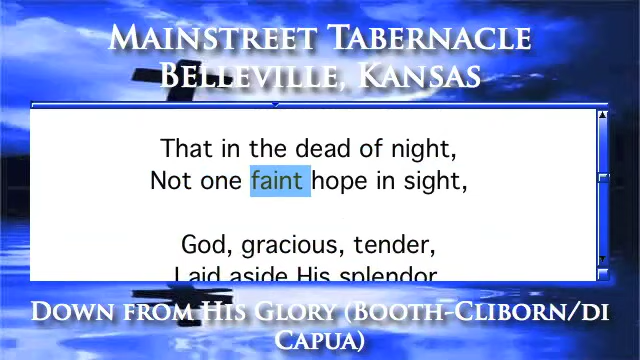 Mainstreet Tabernacle
Belleville, Kansas
That in the dead of night,
Not one faint hope in sight,
God, gracious, tender,
Laid aside His splendor
Down from His Glory (Booth-Cliborn/di
Capua)